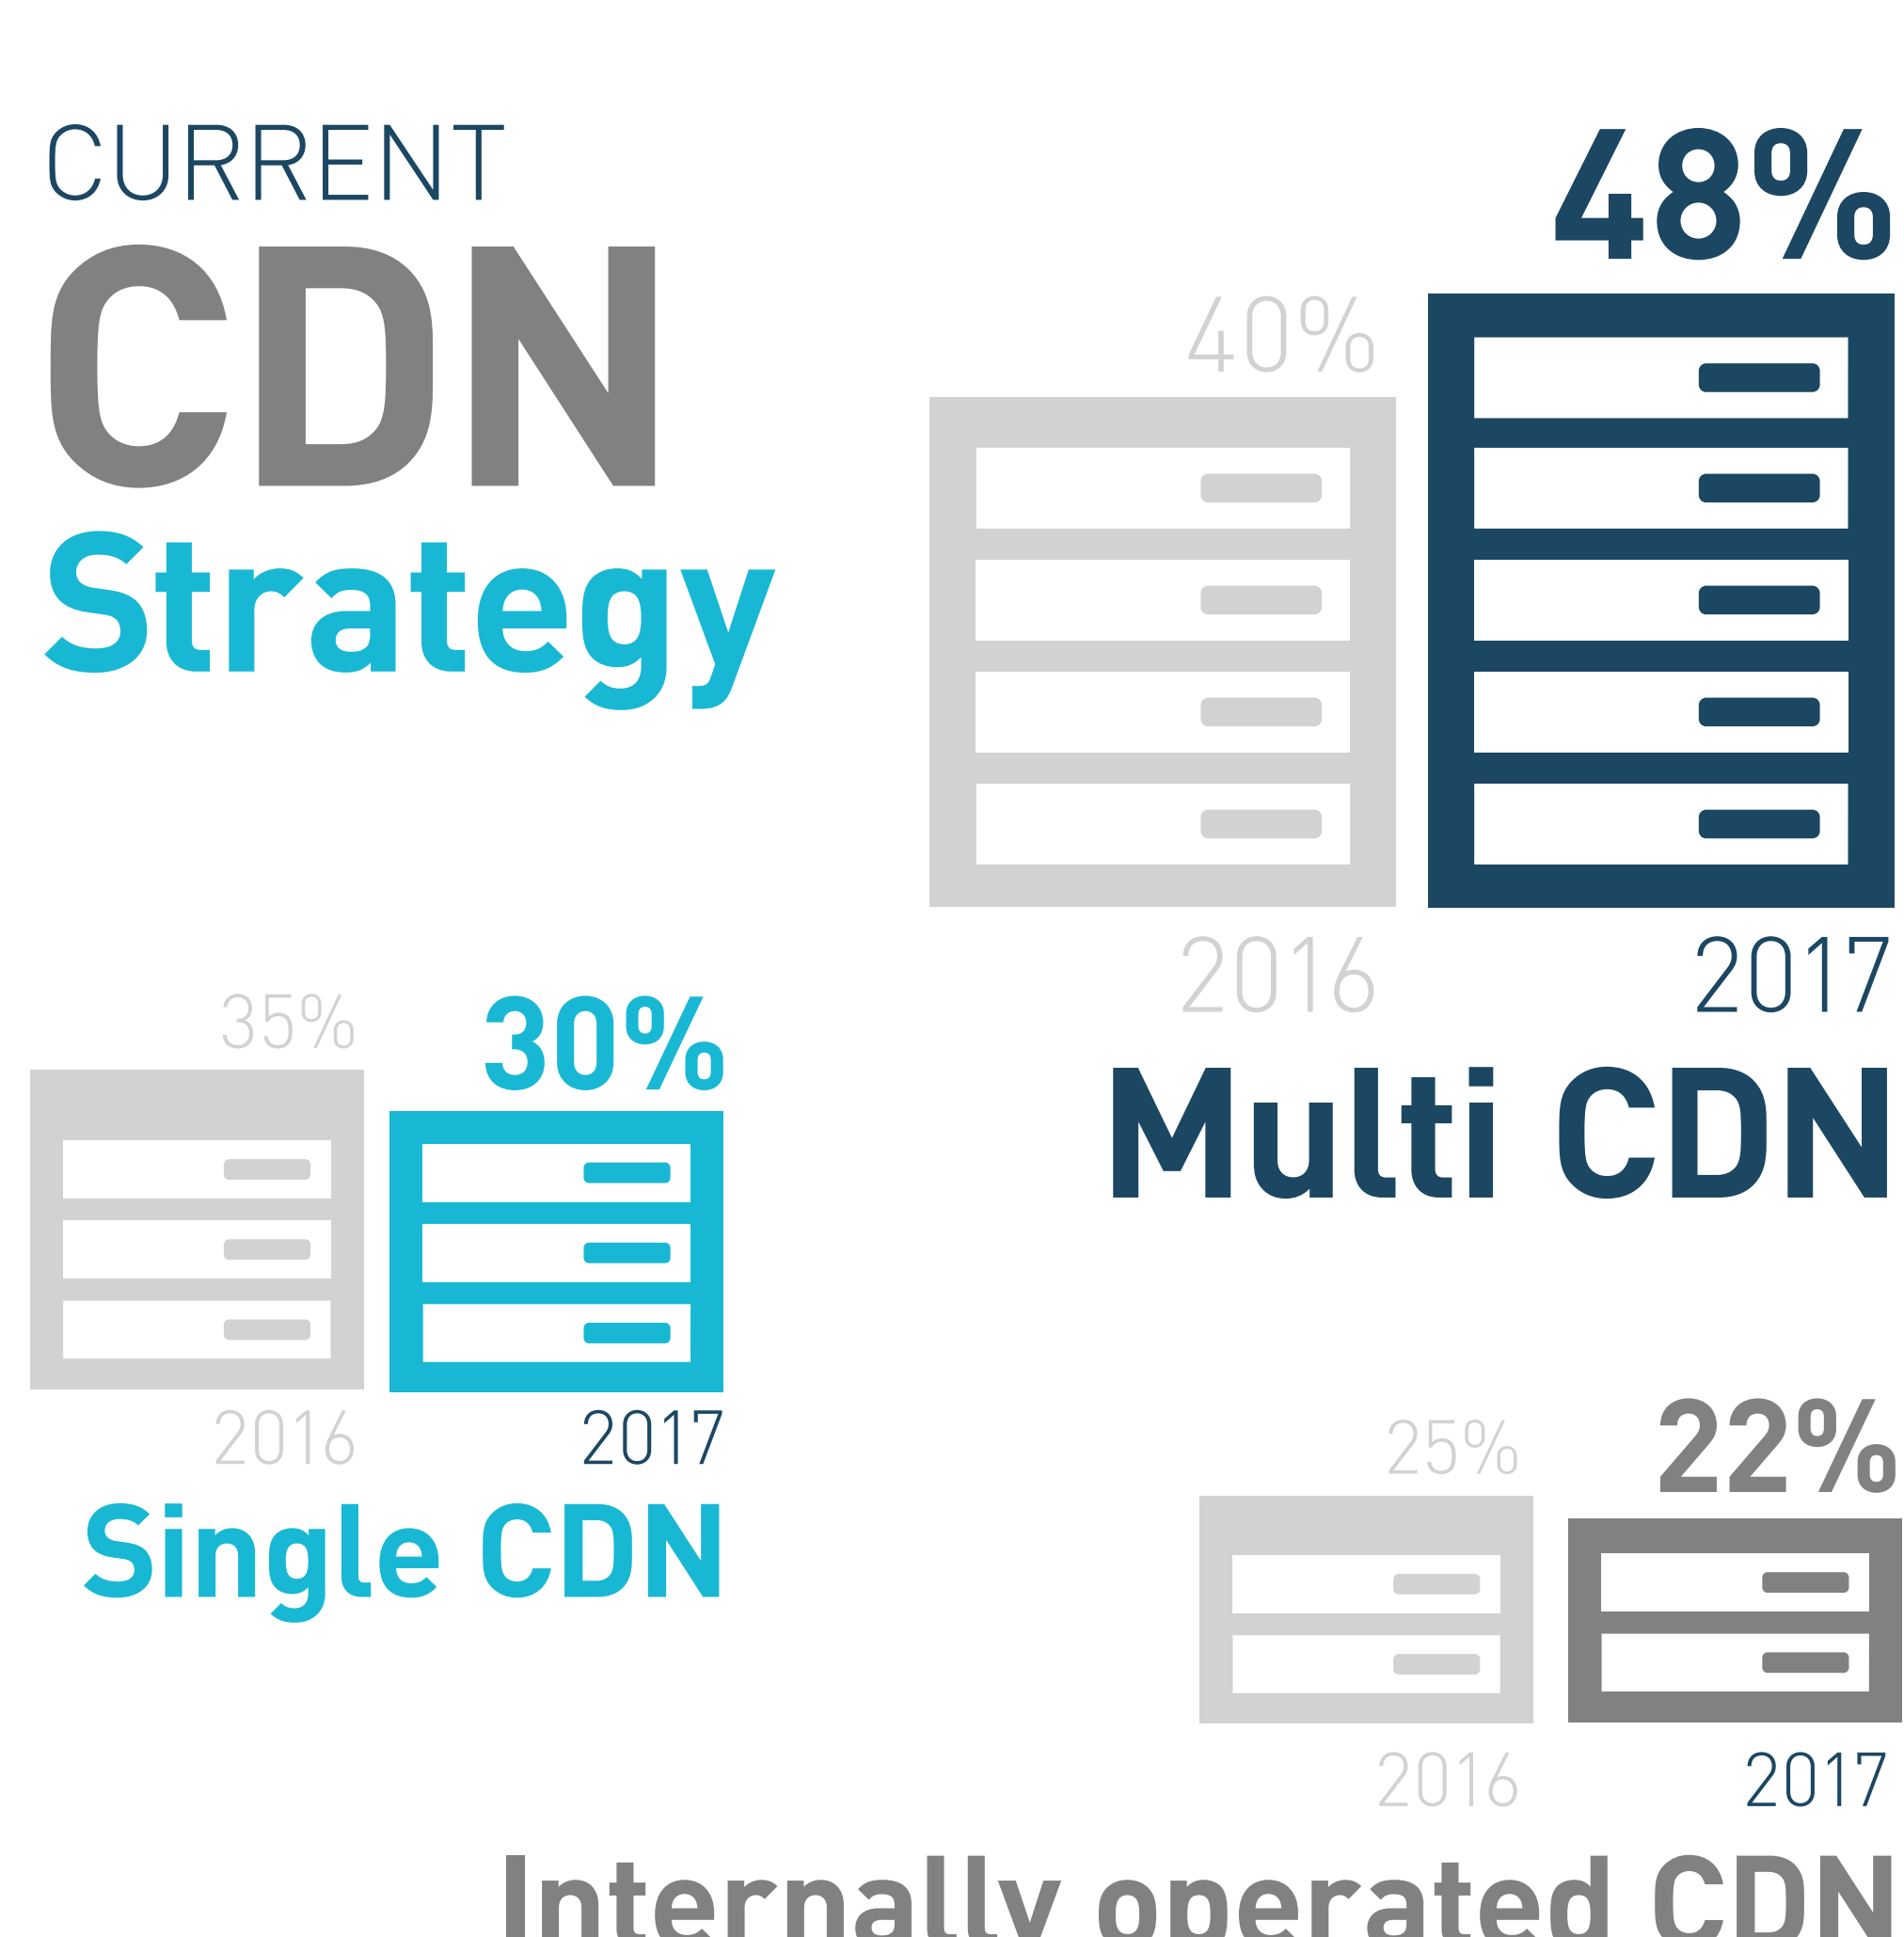 CURRENT
CDN
Strategy
48%
40%
2016 2017
Multi CDN
35% 30%
2016 2017
Single CDN
25% 22%
2016 2017
Internally operated CDN